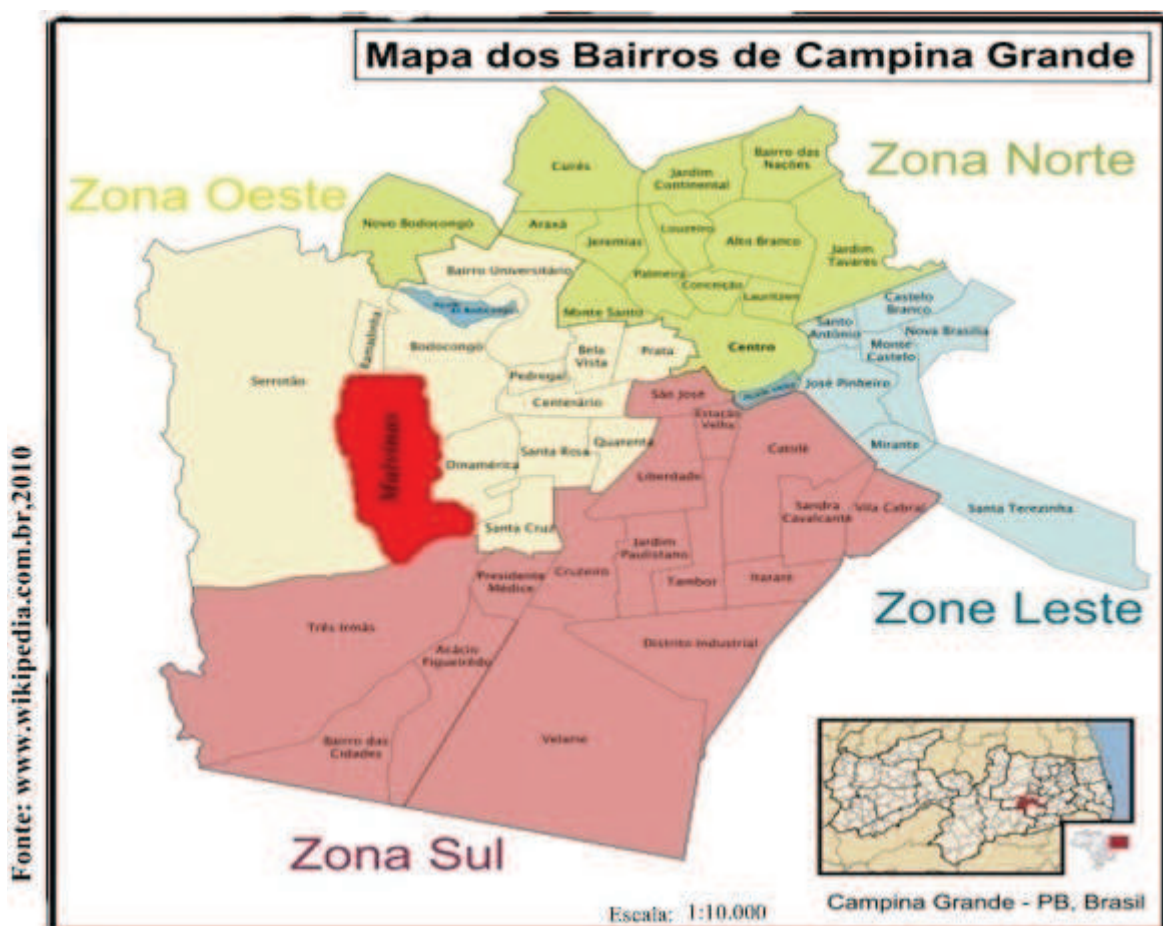 Mapa dos Bairros de Campina Grande
Zona Norte
Zona Oeste
Cuités
Bairro das
Nações
Jardim
Continental
Novo Bodocongó
Araxá
Jeremias
Louzeiro
Alto Branco
Jardim
Tavares
Bairro Universitário
Palmeira
Conceição
Lauritzen
Castelo
Branco
Monte Santo
Santo
Antônio
Nova Brasília
Bodocongó
Ramadinha
Bela
Vista
Prata
Centro
Monte
Castelo
Serrotão
Pedregal
José Pinheiro
Centenário
São José
Estação
Velha
Malvinas
Quarenta
Catolé
Mirante
Dinamérica
Santa Rosa
Liberdade
Sandra
Cavalcante
Vila Cabral
Santa Terezinha
Santa Cruz
Jardim
Paulistano
Presidente
Médice
Cruzeiro
Tambor
Itararé
Zone Leste
Três Irmãs
Distrito Industrial
Acácio
Figueirêdo
Bairro das
Cidades
Velame
Zona Sul
Escala: 1:10.000
Campina Grande - PB, Brasil
Fonte: www.wikipedia.com.br,2010